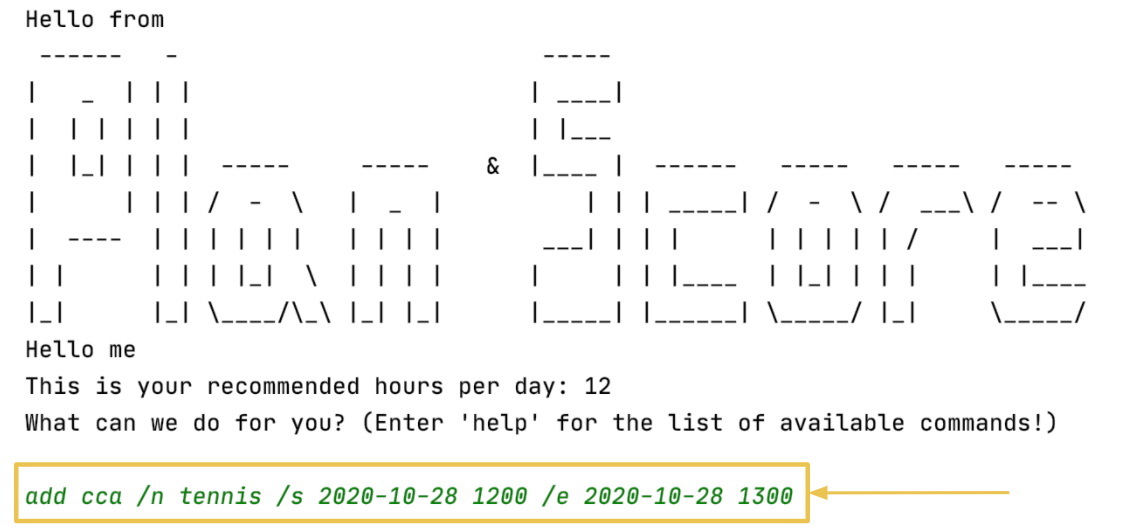 Hello from
 ------   -                           -----
|   _  | | |                         | ____|
|  | | | | |                         | |___
|  |_| | | |  -----     -----    &   |____ |  ------   -----   -----   -----
|      | | | /  -  \   |  _  |            | | | _____| /  -  \ /  ___\ /  -- \
|  ----  | | | | | |   | | | |        ___| | | |      | | | | | /     |  ___|
| |      | | | |_|  \  | | | |       |     | | |____  | |_| | | |     | |____
|_|      |_| \____/\_\ |_| |_|       |_____| |______| \_____/ |_|     \_____/
Hello me
This is your recommended hours per day: 12
What can we do for you? (Enter 'help' for the list of available commands!)
add cca /n tennis /s 2020-10-28 1200 /e 2020-10-28 1300